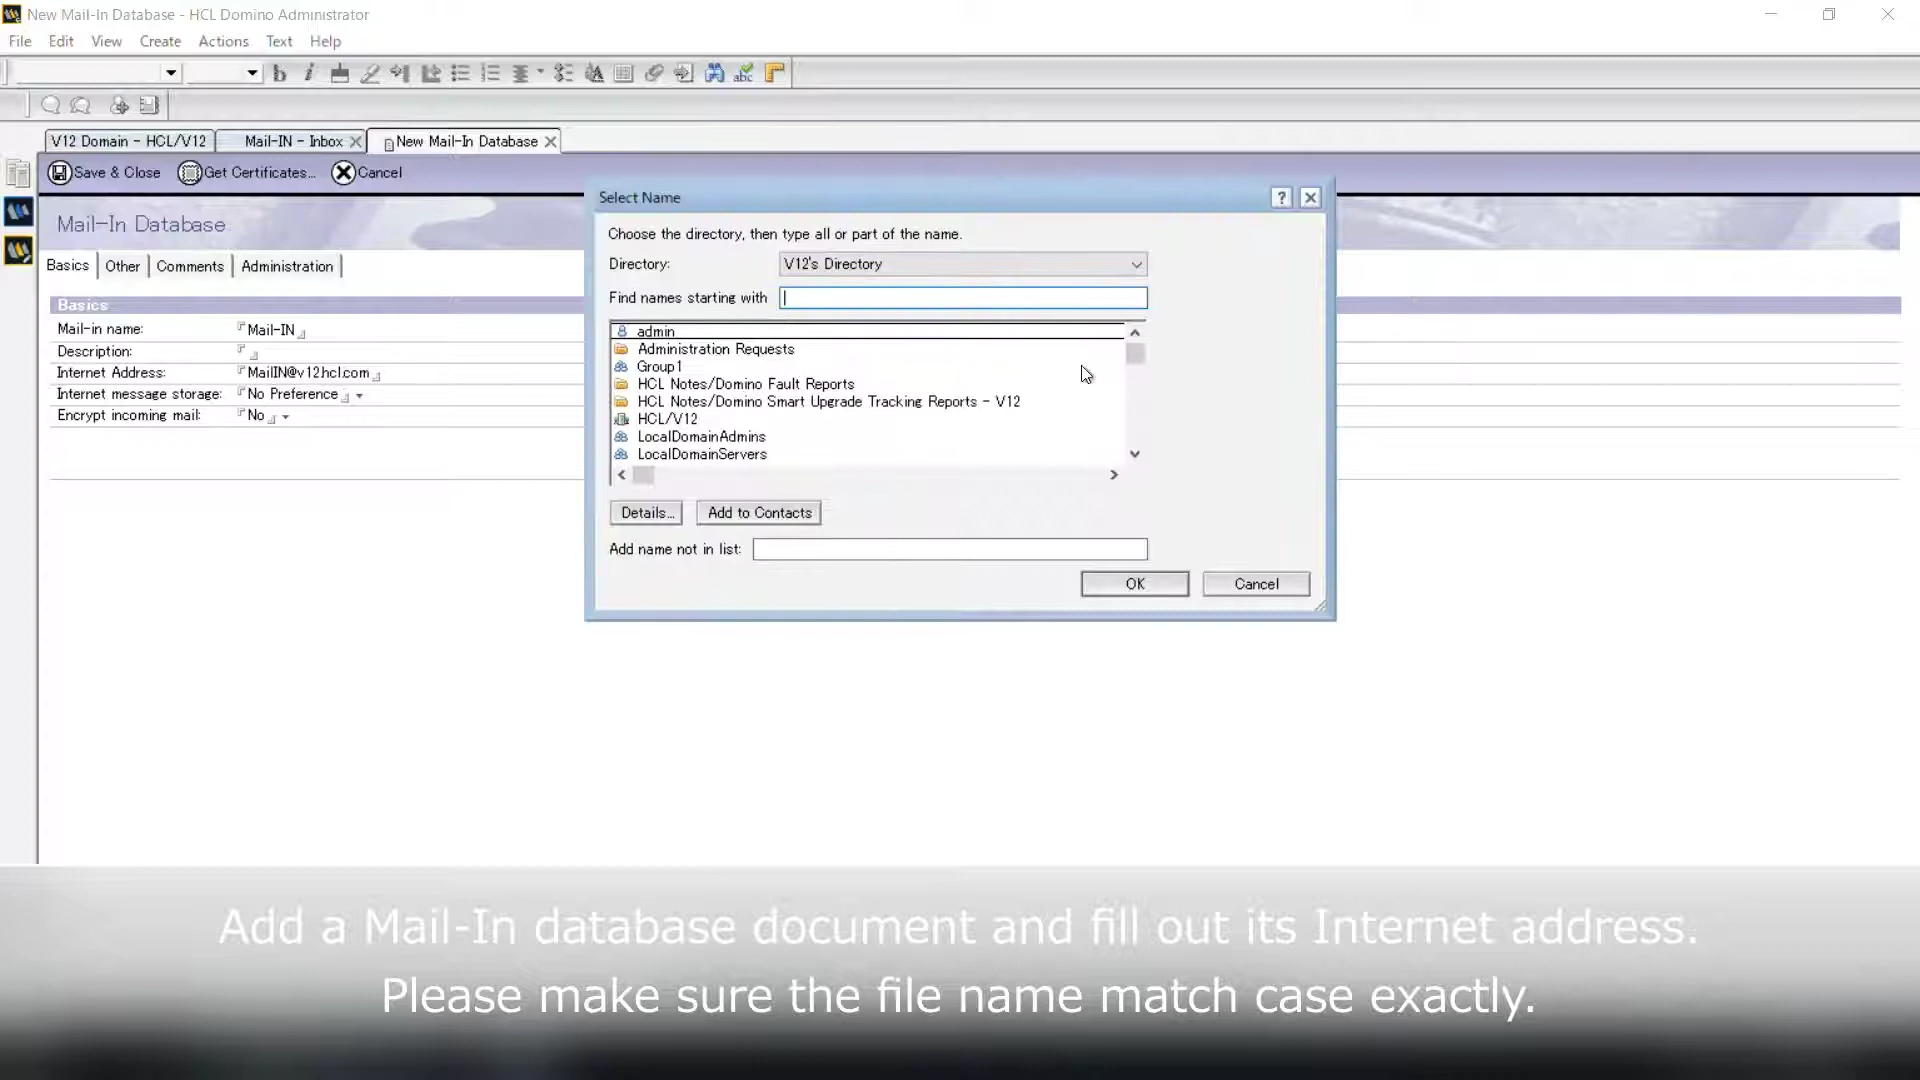 New Mail-In Database - HCL Domino Administrator
File Edit View Create Actions Text Help
V12 Domain - HCL/V12 Mail-IN - Inbox New Mail-In Database
Save & Close Get Certificates... Cancel
Mail-In Database
Basics Other Comments Administration
Basics
Mail-in name: Mail-IN
Description:
Internet Address: MailIN@v12.hcl.com
Internet message storage: No Preference
Encrypt incoming mail: No
Select Name
Choose the directory, then type all or part of the name.
Directory: V12's Directory
Find names starting with
admin
Administration Requests
Group1
HCL Notes/Domino Fault Reports
HCL Notes/Domino Smart Upgrade Tracking Reports - V12
HCL/V12
LocalDomainAdmins
LocalDomainServers
Details... Add to Contacts
Add name not in list:
OK Cancel
Add a Mail-In database document and fill out its Internet address.
Please make sure the file name match case exactly.